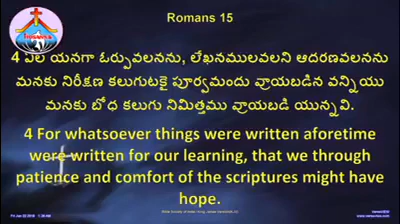 Romans 15
4 ఏల యనగా ఓర్పువలనను, లేఖనములవలని ఆదరణవలనను
మనకు నిరీక్షణ కలుగుటకై పూర్వమందు వ్రాయబడిన వన్నియు
మనకు బోధ కలుగు నిమిత్తము వ్రాయబడి యున్నవి.
4 For whatsoever things were written aforetime
were written for our learning, that we through
patience and comfort of the scriptures might have
hope.